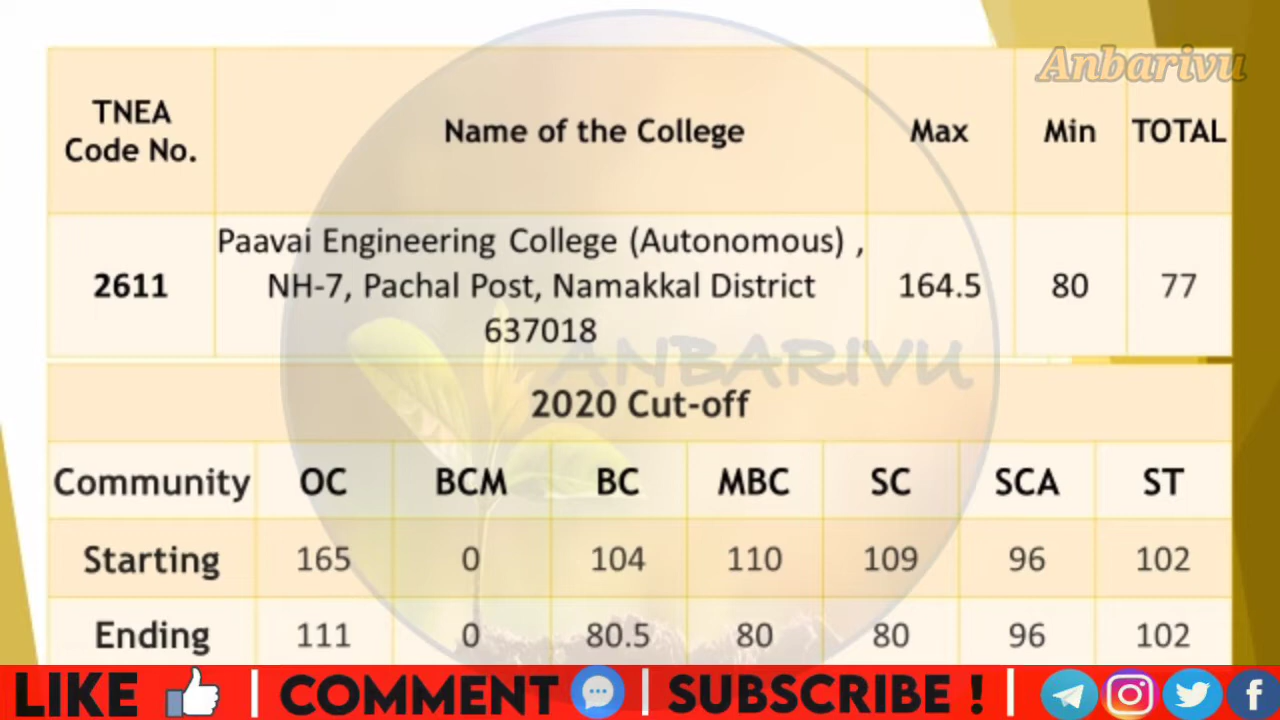 Anbarivu
TNEA
Code No.
Name of the College
Max
Min
TOTAL
2611
Paavai Engineering College (Autonomous) ,
NH-7, Pachal Post, Namakkal District
637018
164.5
80
77
ANBARIVU
2020 Cut-off
Community OC BCM BC MBC SC SCA ST
Starting 165 0 104 110 109 96 102
Ending 111 0 80.5 80 80 96 102
LIKE | COMMENT | SUBSCRIBE ! |